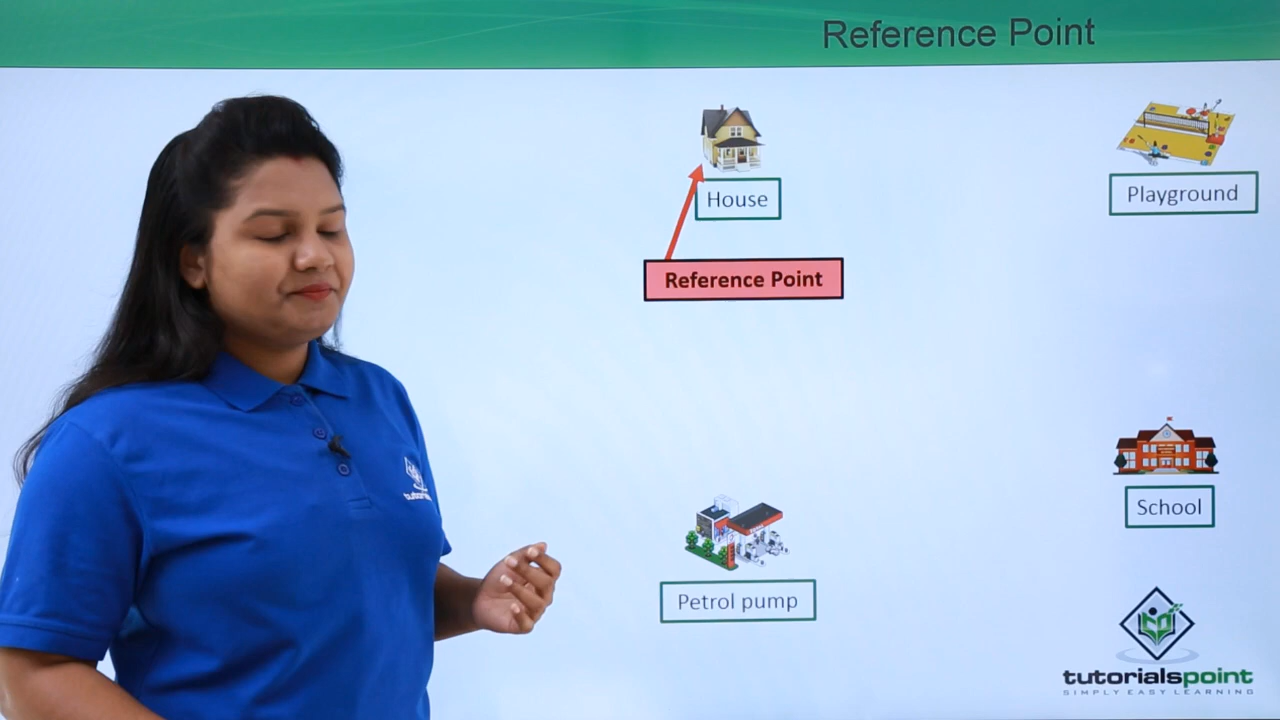 Reference Point
House
Playground
Reference Point
School
Petrol pump
tutorialspoint
SIMPLY EASY LEARNING